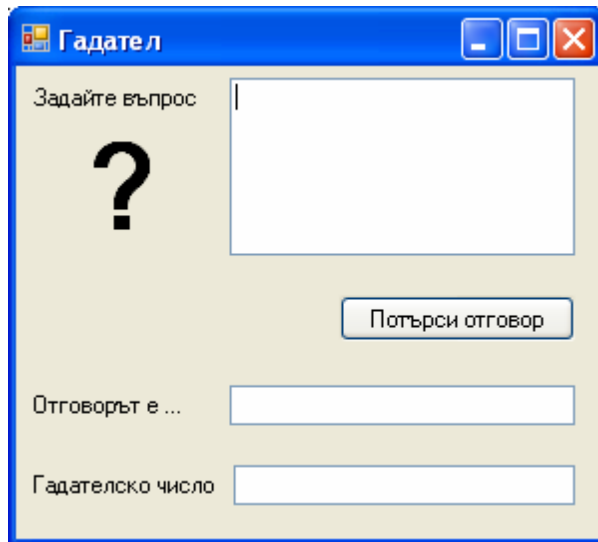 Гадател
Задайте въпрос
?
Потърси отговор
Отговорът е ...
Гадателско число